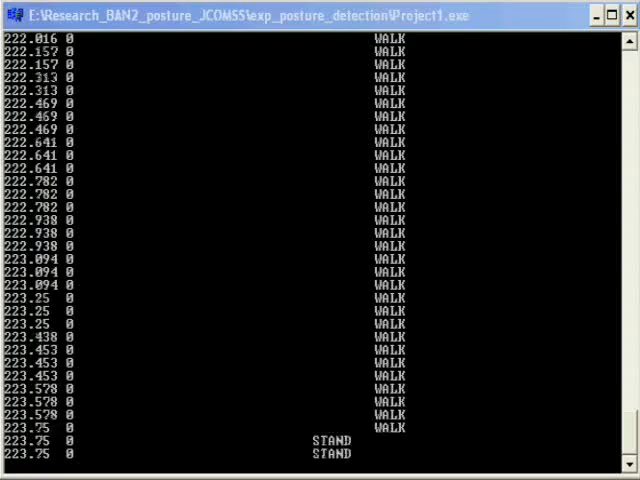 E:\Research_BAN2_posture_JCOMSS\exp_posture_detection\Project1.exe
222.016 0 WALK
222.157 0 WALK
222.157 0 WALK
222.313 0 WALK
222.313 0 WALK
222.469 0 WALK
222.469 0 WALK
222.469 0 WALK
222.641 0 WALK
222.641 0 WALK
222.641 0 WALK
222.782 0 WALK
222.782 0 WALK
222.782 0 WALK
222.938 0 WALK
222.938 0 WALK
222.938 0 WALK
223.094 0 WALK
223.094 0 WALK
223.094 0 WALK
223.25 0 WALK
223.25 0 WALK
223.25 0 WALK
223.438 0 WALK
223.453 0 WALK
223.453 0 WALK
223.453 0 WALK
223.578 0 WALK
223.578 0 WALK
223.578 0 WALK
223.75 0 WALK
223.75 0 STAND
223.75 0 STAND